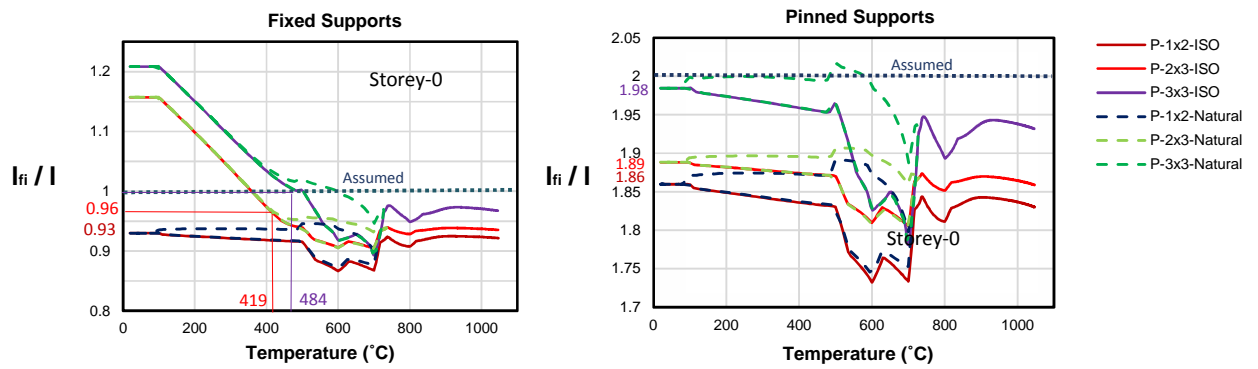 Fixed Supports
1.2
1.1
1
0.96
0.93
0.9
0.8
I fi / I
Storey-0
Assumed
419
484
0
200
400
600
800
1000
Temperature (˚C)
Pinned Supports
2.05
2
1.98
1.95
1.9
1.89
1.86
1.85
1.8
1.75
1.7
I fi / I
Assumed
Storey-0
0
200
400
600
800
1000
Temperature (˚C)
P-1x2-ISO
P-2x3-ISO
P-3x3-ISO
P-1x2-Natural
P-2x3-Natural
P-3x3-Natural